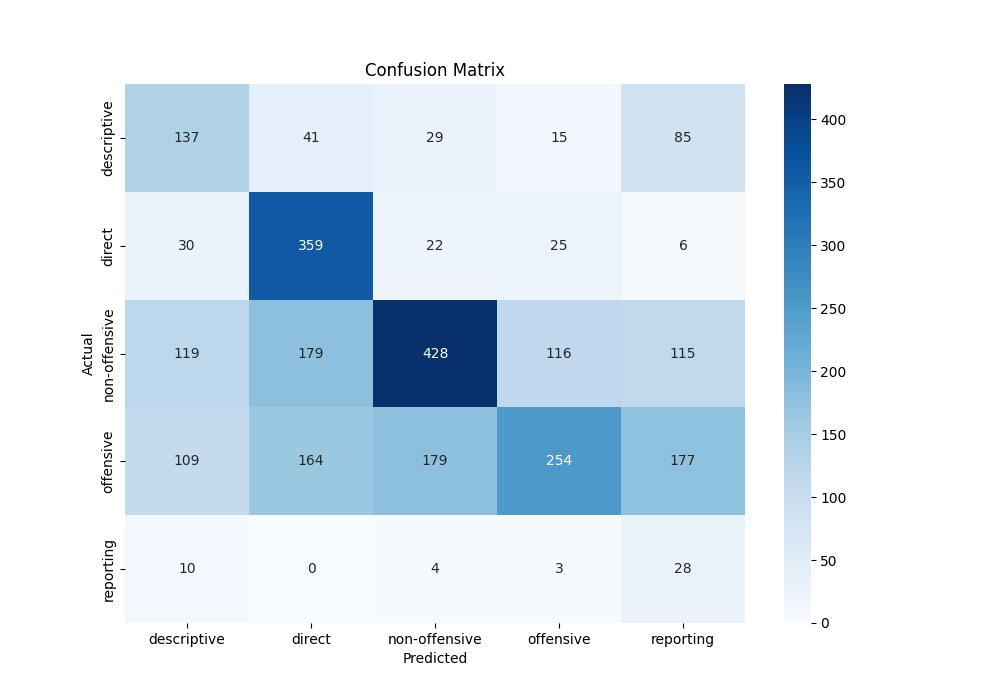 Confusion Matrix
Actual
descriptive 137 41 29 15 85
direct 30 359 22 25 6
non-offensive 119 179 428 116 115
offensive 109 164 179 254 177
reporting 10 0 4 3 28
descriptive direct non-offensive offensive reporting
Predicted
400
350
300
250
200
150
100
50
0